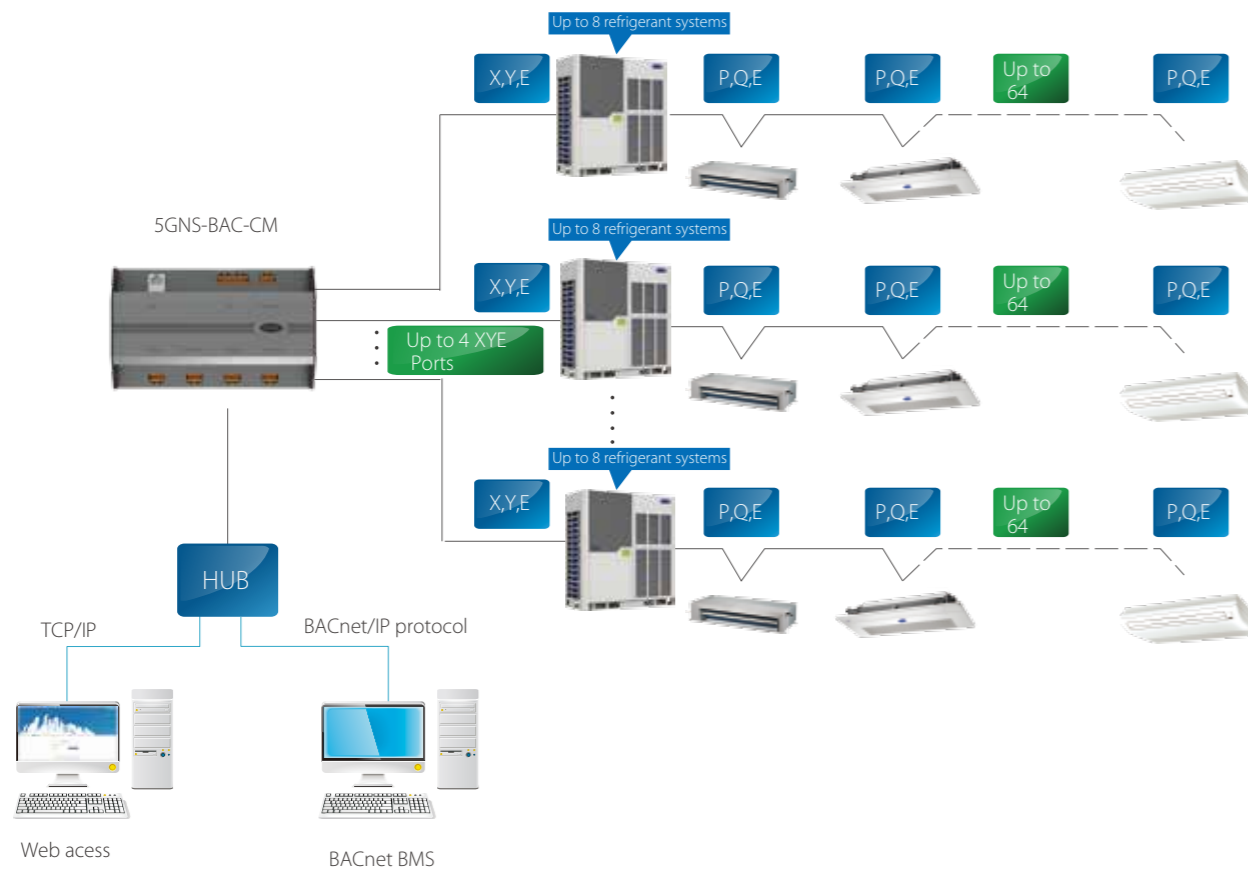 Up to 8 refrigerant systems
X,Y,E
P,Q,E
P,Q,E
Up to
64
P,Q,E
5GNS-BAC-CM
Up to 8 refrigerant systems
X,Y,E
P,Q,E
P,Q,E
Up to
64
P,Q,E
Up to 4 XYE
Ports
Up to 8 refrigerant systems
X,Y,E
P,Q,E
P,Q,E
Up to
64
P,Q,E
HUB
TCP/IP
BACnet/IP protocol
Web acess
BACnet BMS